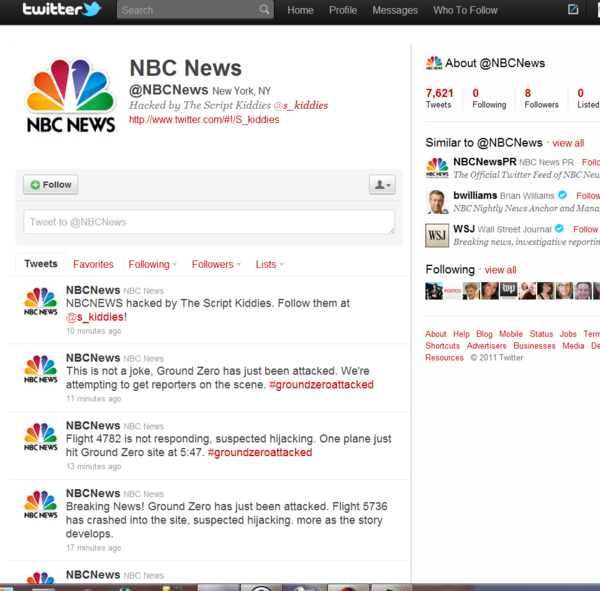 twitter
Search
Home Profile Messages Who To Follow
NBC NEWS
NBC News
@NBCNews New York, NY
Hacked by The Script Kiddies @s_kiddies
http://www.twitter.com/#!/S_kiddies
Follow
Tweet to @NBCNews
Tweets Favorites Following Followers Lists
NBCNews NBC News
NBCNEWS hacked by The Script Kiddies. Follow them at
@s_kiddies!
10 minutes ago
NBC NEWS
NBCNews NBC News
This is not a joke, Ground Zero has just been attacked. We're
attempting to get reporters on the scene. #groundzeroattacked
11 minutes ago
NBC NEWS
NBCNews NBC News
Flight 4782 is not responding, suspected hijacking. One plane just
hit Ground Zero site at 5:47. #groundzeroattacked
13 minutes ago
NBC NEWS
NBCNews NBC News
Breaking News! Ground Zero has just been attacked. Flight 5736
has crashed into the site, suspected hijacking. more as the story
develops.
17 minutes ago
NBC NEWS
NBCNews NBC News
About @NBCNews
7,621 0 8 0
Tweets Following Followers Listed
Similar to @NBCNews · view all
NBCNewsPR NBC News PR · Follo
The Official Twitter Feed of NBC New
bwilliams Brian Williams · Follow
NBC Nightly News Anchor and Mana
WSJ Wall Street Journal · Follow
Breaking news, investigative reportin
WSJ
Following · view all
POLITICO
wp
About Help Blog Mobile Status Jobs Term
Shortcuts Advertisers Businesses Media De
Resources © 2011 Twitter